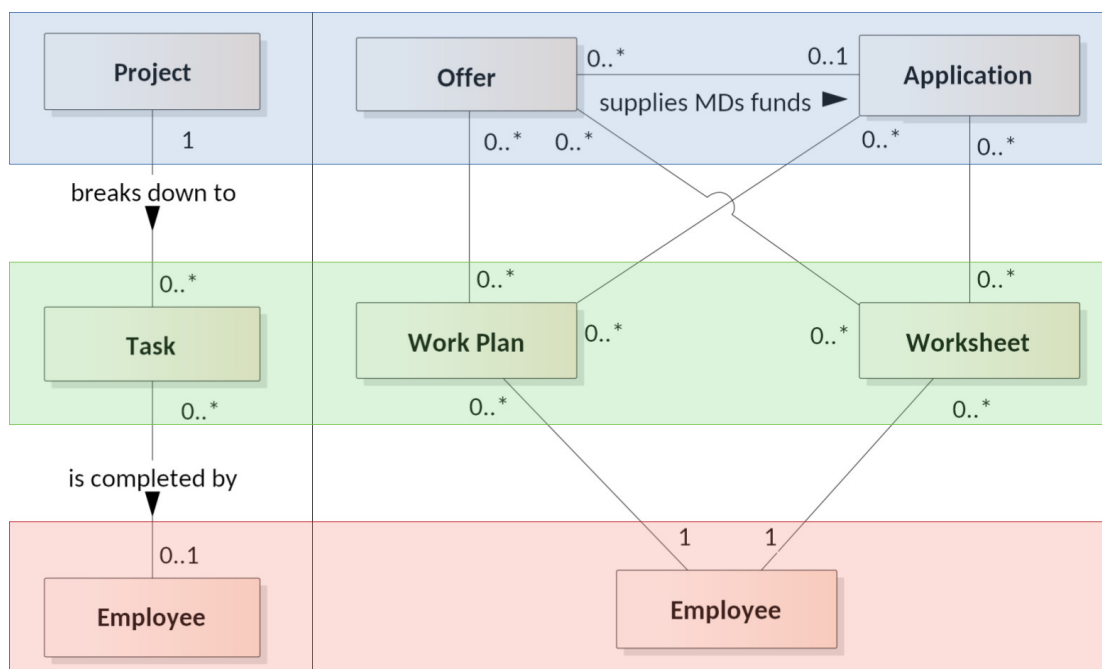 Project
Offer
0..*
0..1
Application
supplies MDs funds
1
0..*
0..*
0..*
0..*
breaks down to
0..*
0..*
0..*
Task
Work Plan
0..*
0..*
Worksheet
0..*
0..*
0..*
is completed by
0..1
1
1
Employee
Employee